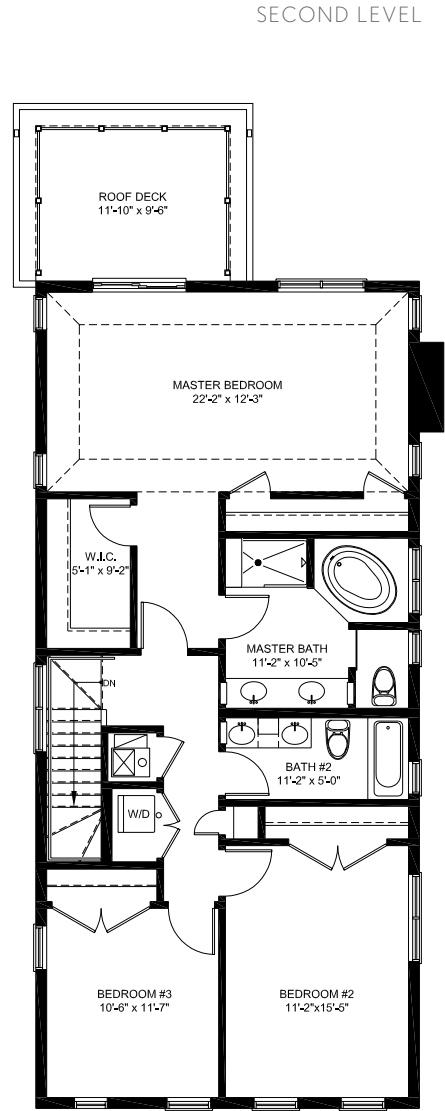 SECOND LEVEL
ROOF DECK
11'-10" x 9'-6"
MASTER BEDROOM
22'-2" x 12'-3"
W.I.C.
5'-1" x 9'-2"
MASTER BATH
11'-2" x 10'-5"
DN
BATH #2
11'-2" x 5'-0"
W/D
BEDROOM #3
10'-6" x 11'-7"
BEDROOM #2
11'-2"x15'-5"